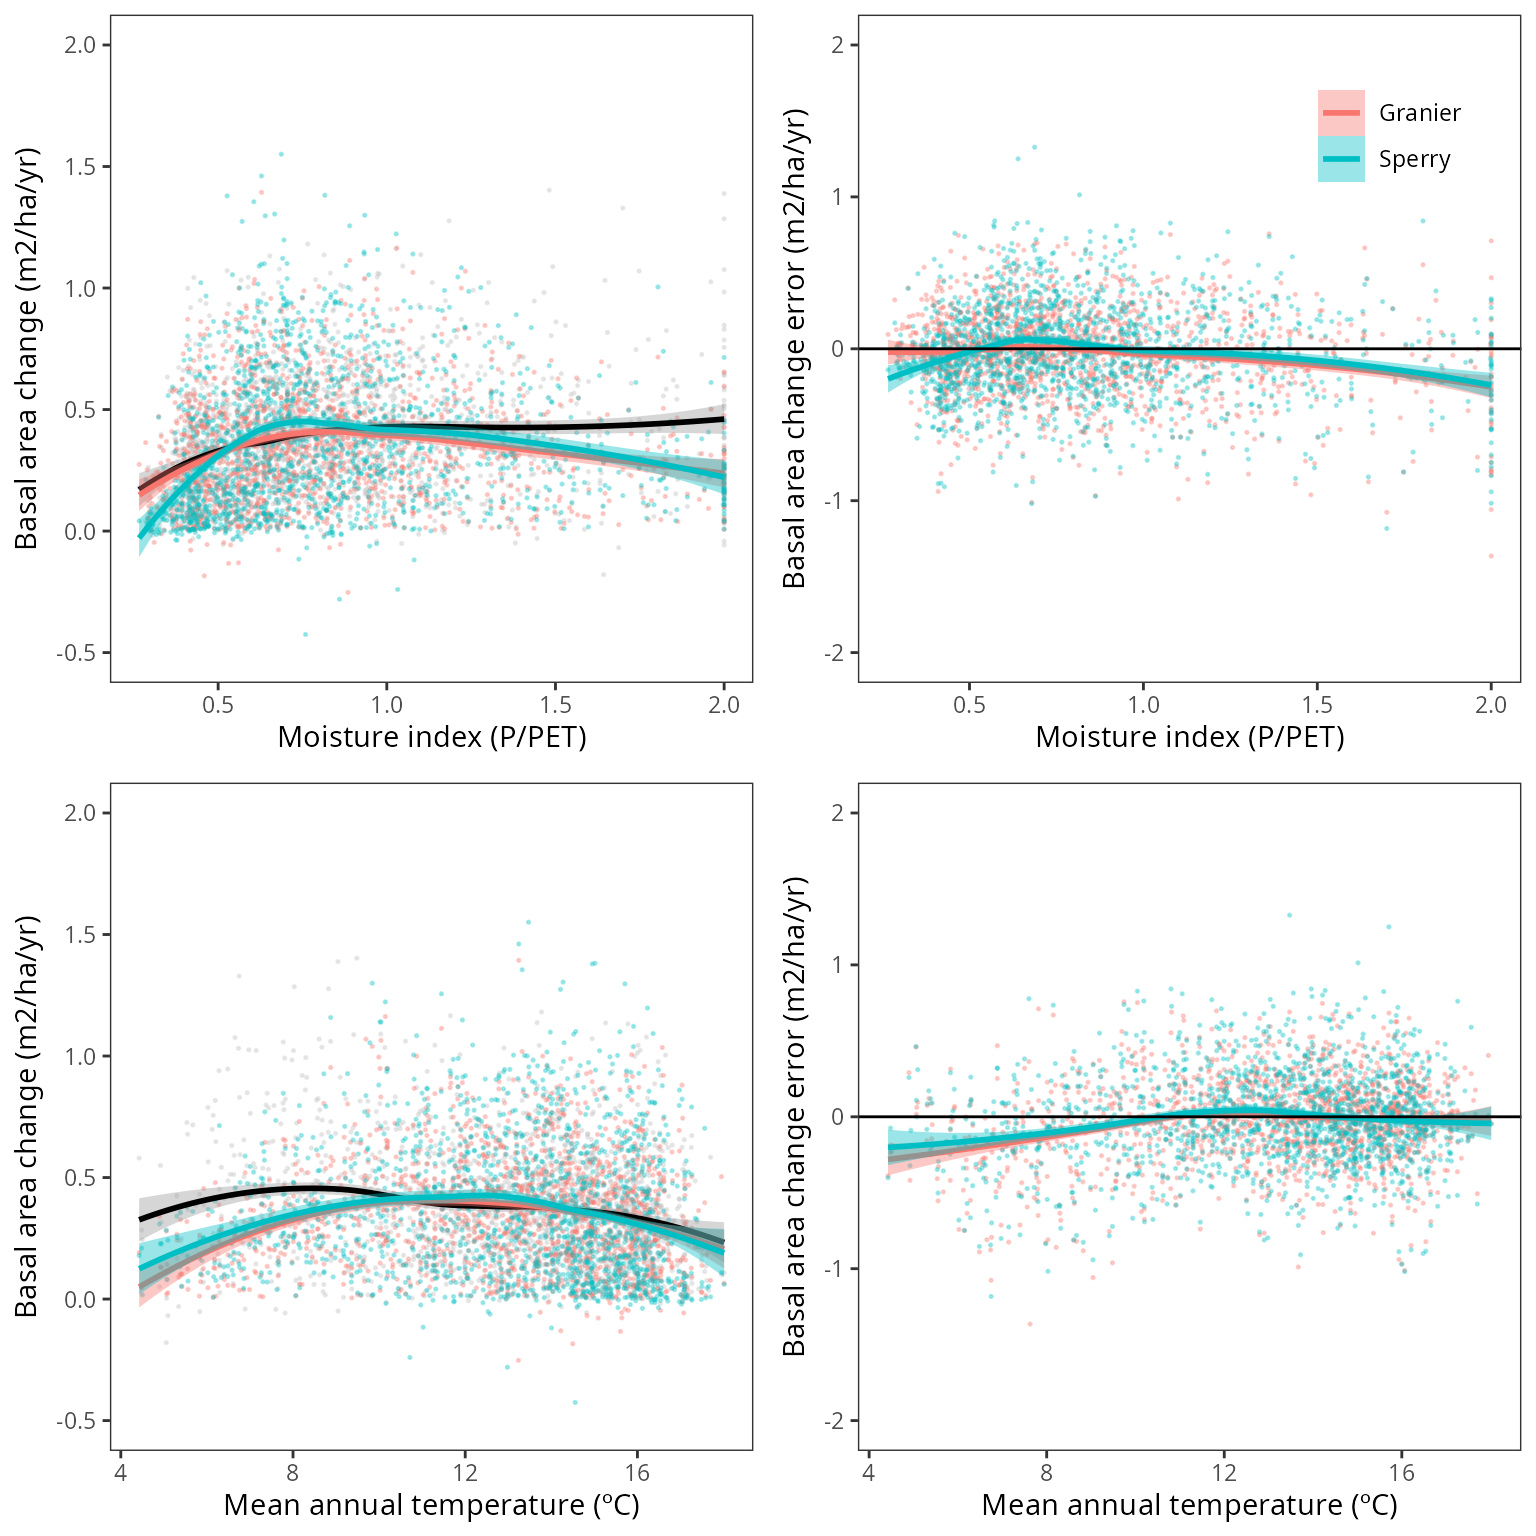 Basal area change (m2/ha/yr)
2.0
1.5
1.0
0.5
0.0
-0.5
0.5 1.0 1.5 2.0
Moisture index (P/PET)
Basal area change error (m2/ha/yr)
2
1
0
-1
-2
Granier
Sperry
0.5 1.0 1.5 2.0
Moisture index (P/PET)
Basal area change (m2/ha/yr)
2.0
1.5
1.0
0.5
0.0
-0.5
4 8 12 16
Mean annual temperature (ºC)
Basal area change error (m2/ha/yr)
2
1
0
-1
-2
4 8 12 16
Mean annual temperature (ºC)